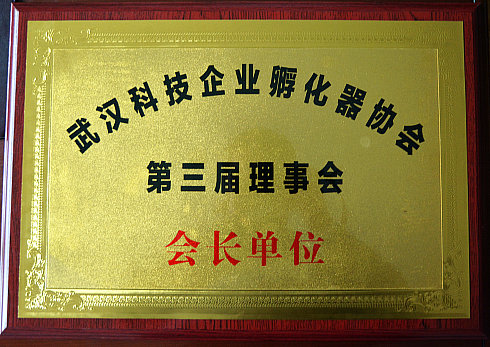 武汉科技企业孵化器协会
第三届理事会
会长单位